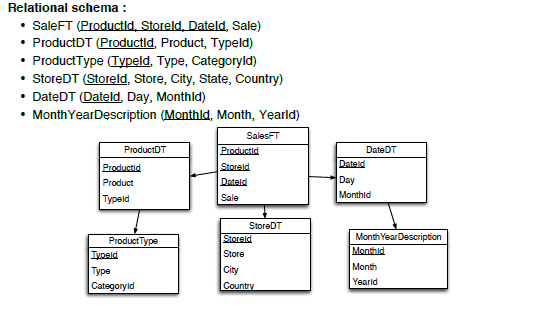 Relational schema :
• SaleFT (ProductId, StoreId, DateId, Sale)
• ProductDT (ProductId, Product, TypeId)
• ProductType (TypeId, Type, CategoryId)
• StoreDT (StoreId, Store, City, State, Country)
• DateDT (DateId, Day, MonthId)
• MonthYearDescription (MonthId, Month, YearId)
SalesFT
ProductId
StoreId
DateId
Sale
ProductDT
ProductId
Product
TypeId
DateDT
DateId
Day
MonthId
ProductType
TypeId
Type
CategoryId
StoreDT
StoreId
Store
City
Country
MonthYearDescription
MonthId
Month
YearId